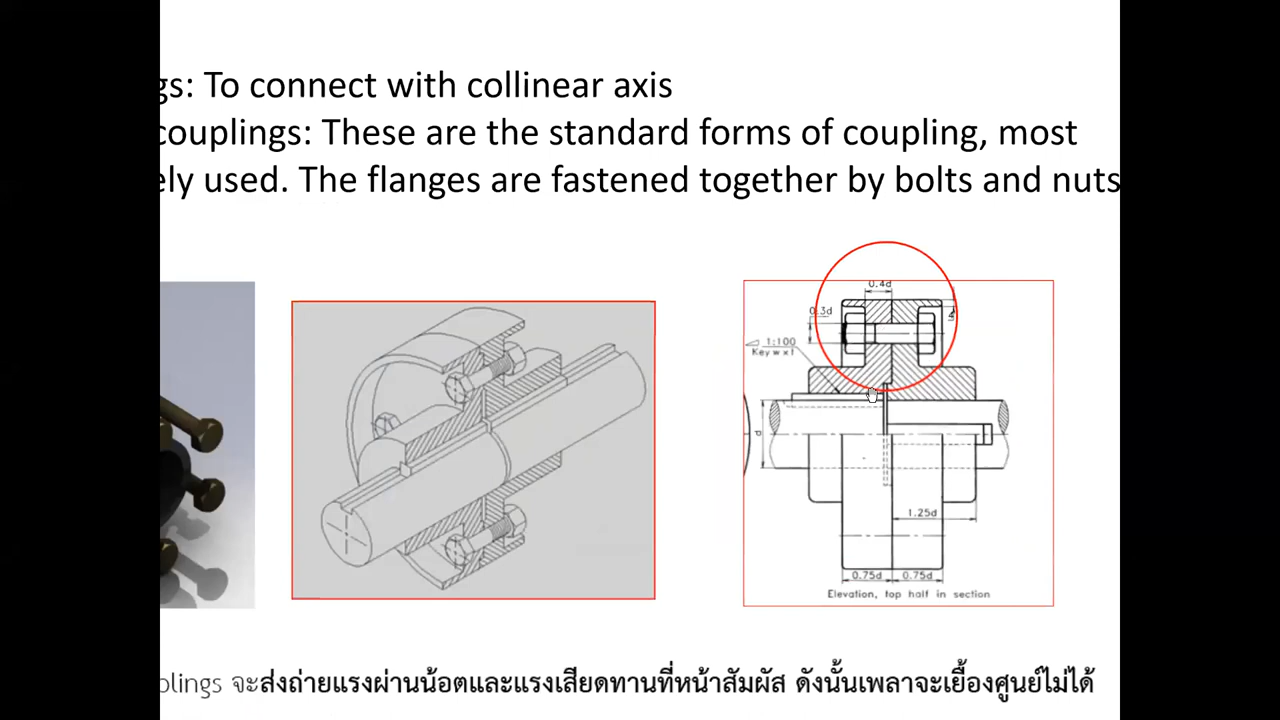 gs: To connect with collinear axis
couplings: These are the standard forms of coupling, most
ely used. The flanges are fastened together by bolts and nuts
0.4d
0.3d
1:100
Key w x t
d
1.25d
0.75d 0.75d
Elevation, top half in section
plings จะส่งถ่ายแรงผ่านน้อตและแรงเสียดทานที่หน้าสัมผัส ดังนั้นเพลาจะเยื้องศูนย์ไม่ได้